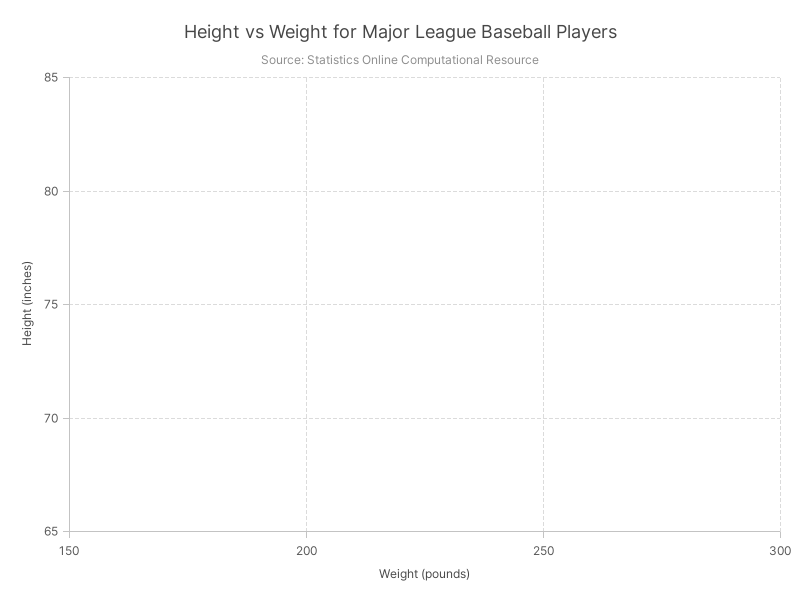 Height vs Weight for Major League Baseball Players
Source: Statistics Online Computational Resource
85
80
75
70
65
Height (inches)
150
200
250
300
Weight (pounds)